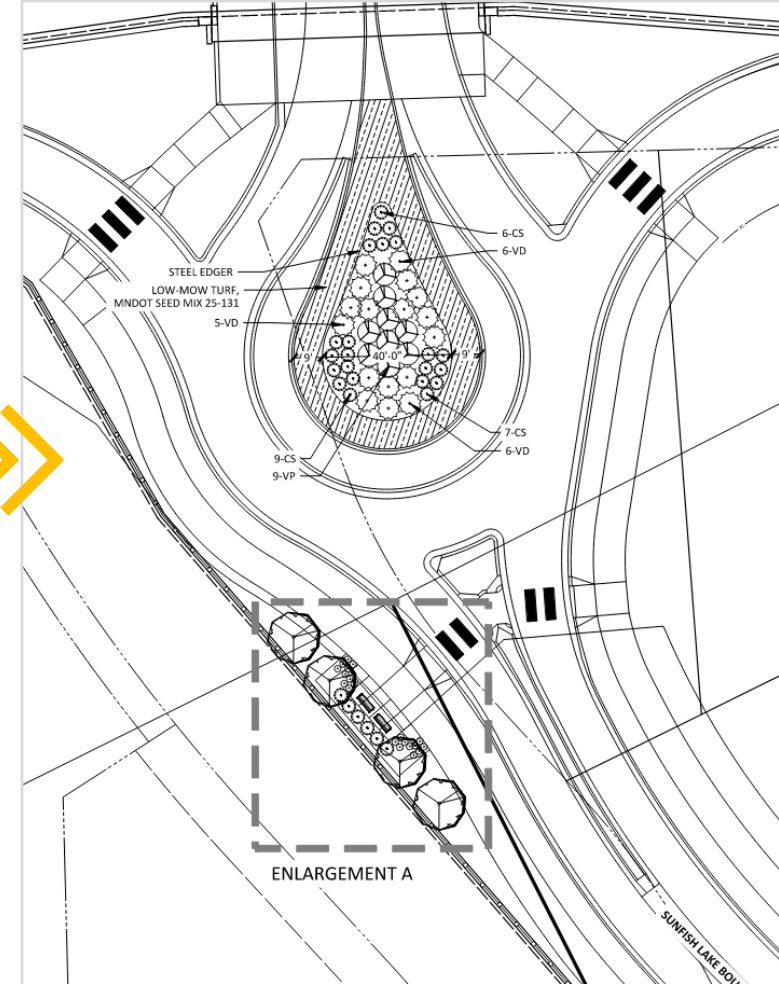 6-CS
6-VD
STEEL EDGER
LOW-MOW TURF,
MNDOT SEED MIX 25-131
5-VD
9' 40'-0" 9'
7-CS
9-CS
6-VD
9-VP
ENLARGEMENT A
SUNFISH LAKE BOU